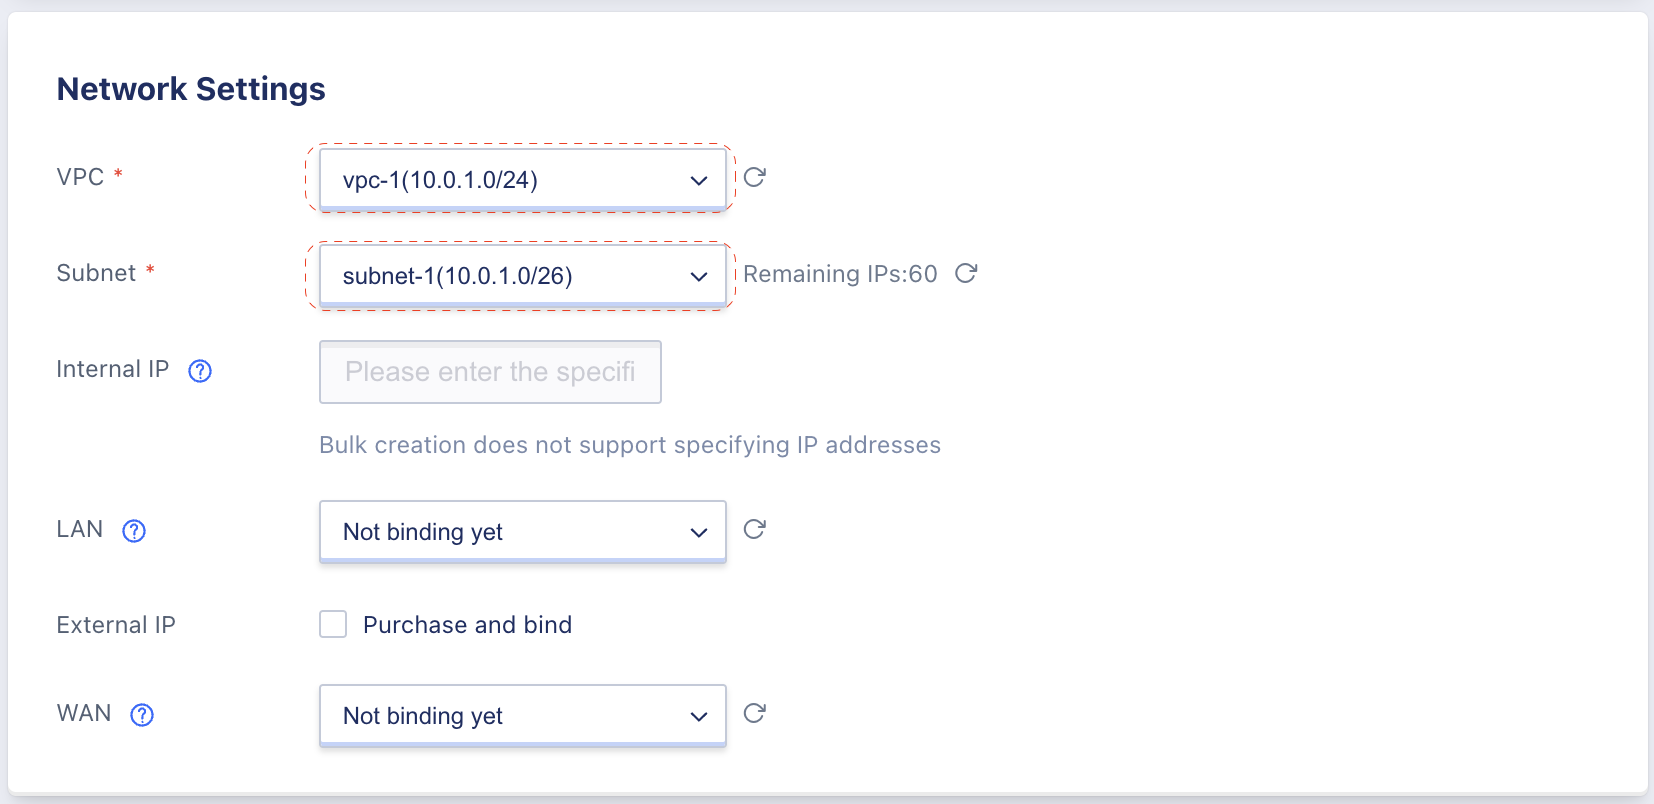 Network Settings
VPC *
vpc-1(10.0.1.0/24)
Subnet *
subnet-1(10.0.1.0/26)
Remaining IPs:60
Internal IP ?
Please enter the specifi
Bulk creation does not support specifying IP addresses
LAN ?
Not binding yet
External IP
Purchase and bind
WAN ?
Not binding yet